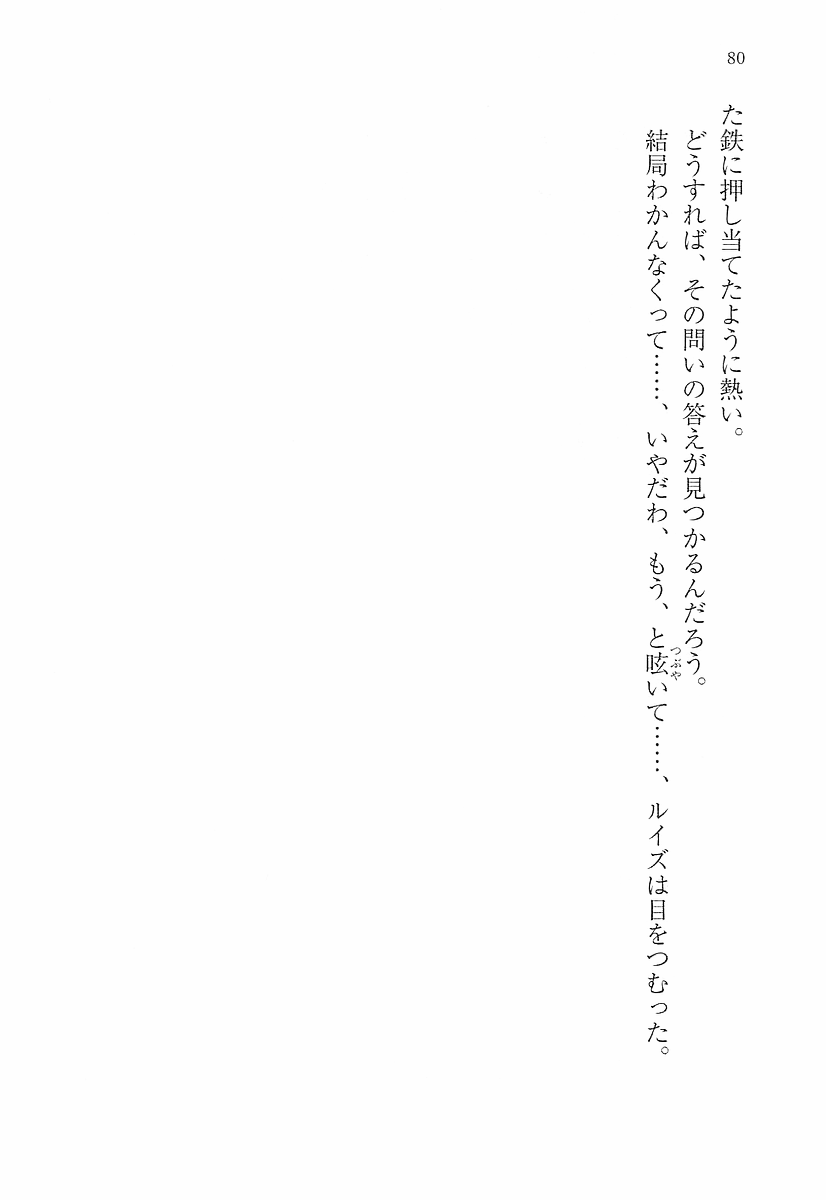 80
た鉄に押し当てたように熱い。
どうすれば、その問いの答えが見つかるんだろう。
結局わかんなくって……、いやだわ、もう、と呟いて……、ルイズは目をつむった。
つぶや